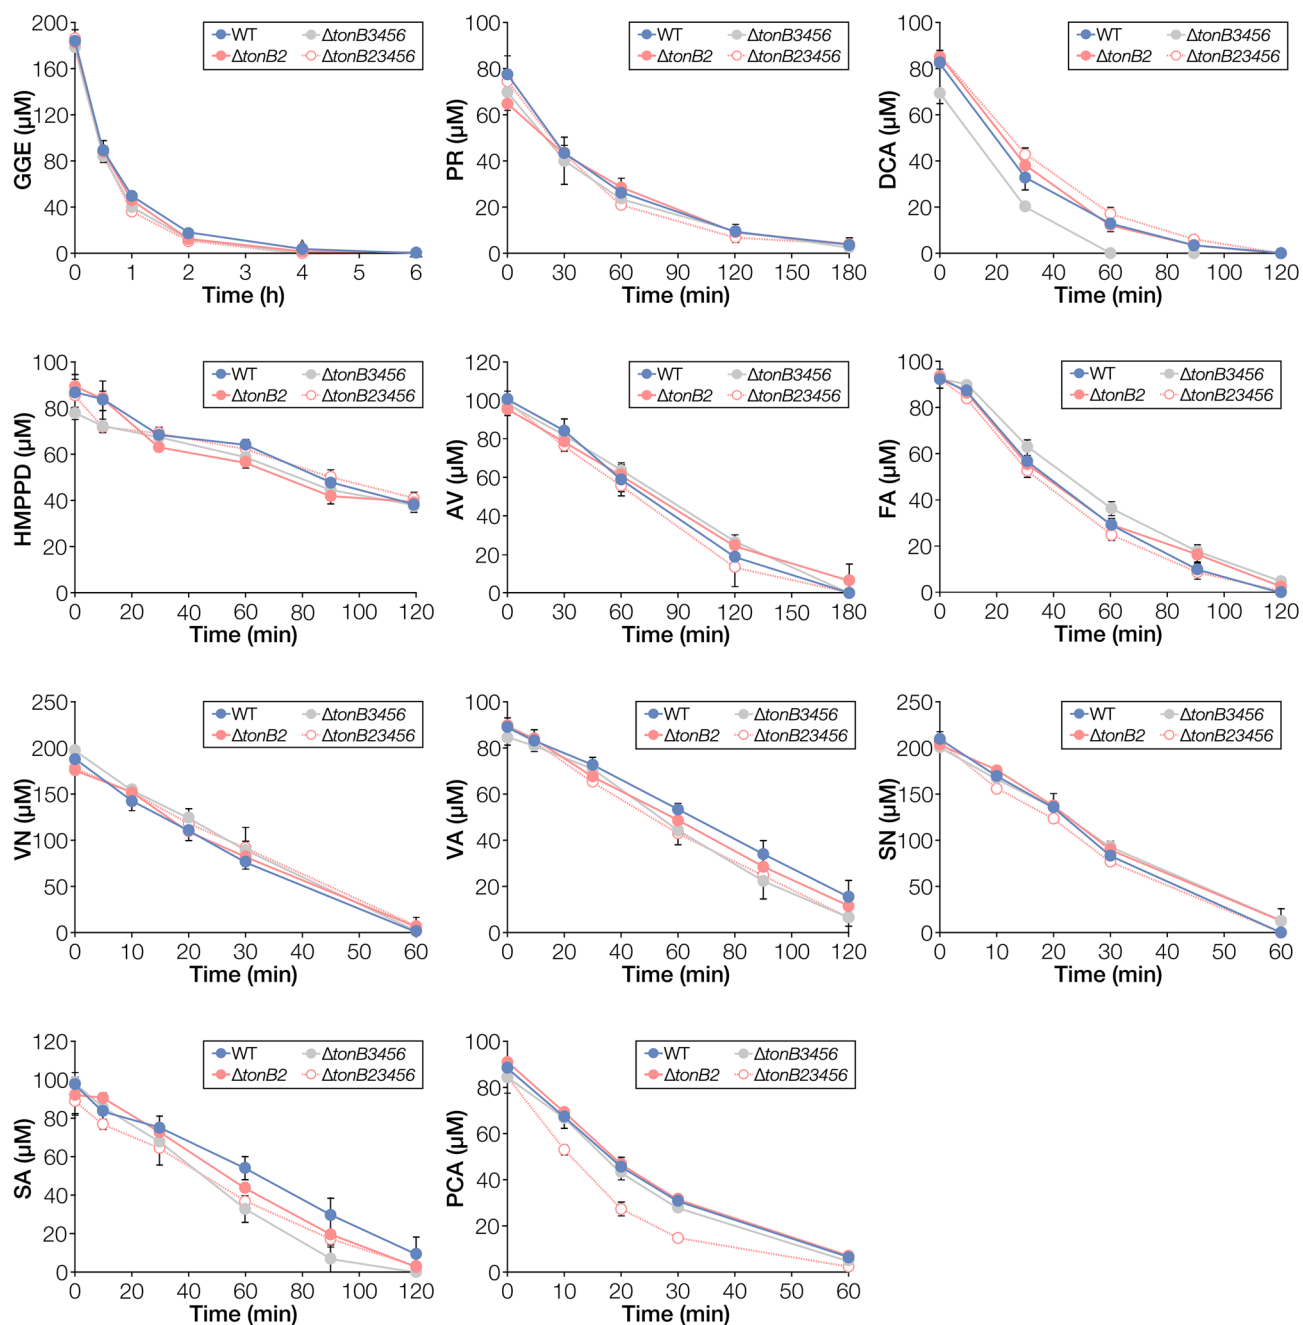 200
160
120
80
40
0
GGE (µM)
WT
ΔtonB3456
ΔtonB2
ΔtonB23456
0 1 2 3 4 5 6
Time (h)
100
80
60
40
20
0
PR (µM)
WT
ΔtonB3456
ΔtonB2
ΔtonB23456
0 30 60 90 120 150 180
Time (min)
100
80
60
40
20
0
DCA (µM)
WT
ΔtonB3456
ΔtonB2
ΔtonB23456
0 20 40 60 80 100 120
Time (min)
100
80
60
40
20
0
HMPPD (µM)
WT
ΔtonB3456
ΔtonB2
ΔtonB23456
0 20 40 60 80 100 120
Time (min)
120
100
80
60
40
20
0
AV (µM)
WT
ΔtonB3456
ΔtonB2
ΔtonB23456
0 30 60 90 120 150 180
Time (min)
100
80
60
40
20
0
FA (µM)
WT
ΔtonB3456
ΔtonB2
ΔtonB23456
0 20 40 60 80 100 120
Time (min)
250
200
150
100
50
0
VN (µM)
WT
ΔtonB3456
ΔtonB2
ΔtonB23456
0 10 20 30 40 50 60
Time (min)
100
80
60
40
20
0
VA (µM)
WT
ΔtonB3456
ΔtonB2
ΔtonB23456
0 20 40 60 80 100 120
Time (min)
250
200
150
100
50
0
SN (µM)
WT
ΔtonB3456
ΔtonB2
ΔtonB23456
0 10 20 30 40 50 60
Time (min)
120
100
80
60
40
20
0
SA (µM)
WT
ΔtonB3456
ΔtonB2
ΔtonB23456
0 20 40 60 80 100 120
Time (min)
100
80
60
40
20
0
PCA (µM)
WT
ΔtonB3456
ΔtonB2
ΔtonB23456
0 10 20 30 40 50 60
Time (min)